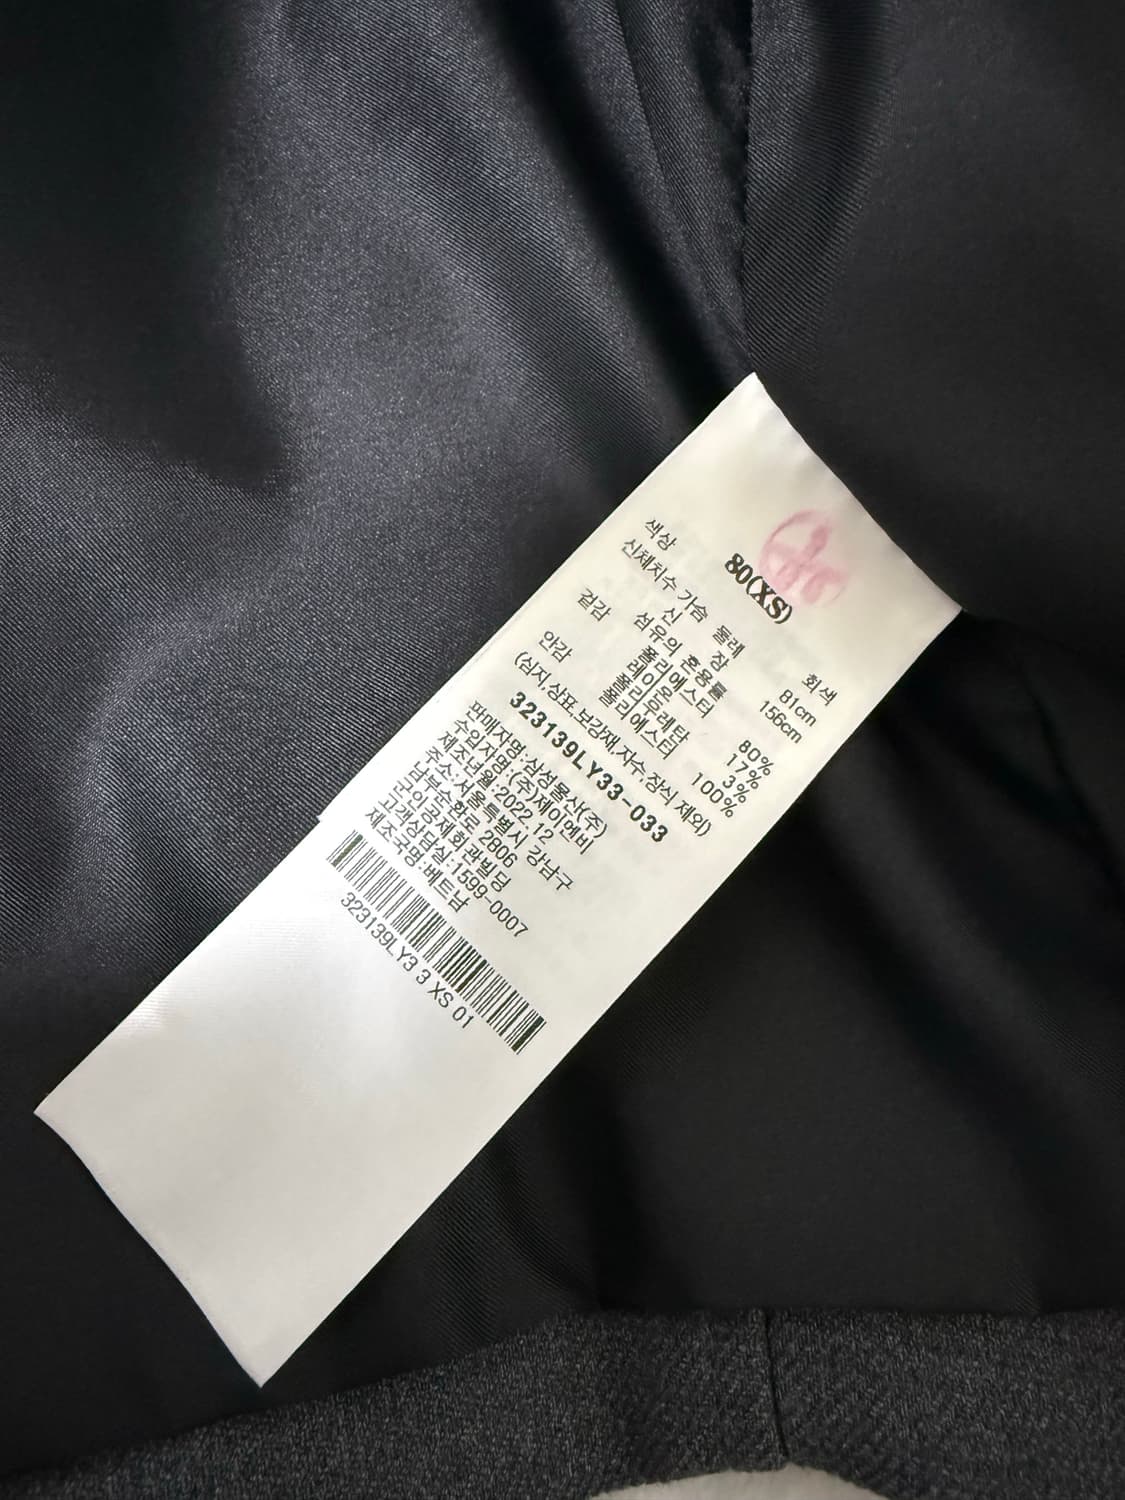 80(XS)
색상 회색
신체치수 가슴 둘레 81cm
신 장 156cm
섬유의 혼용률
겉감 폴리에스터 80%
레이온 17%
폴리우레탄 3%
안감 폴리에스터 100%
(심지,상표,보강재,자수,장식 제외)
323139LY33-033
판매자명:삼성물산(주)
수입자명:(주)제이엔비
제조년월:2022.12
주소:서울특별시 강남구
남부순환로 2806
군인공제회관빌딩
고객상담실:1599-0007
제조국명:베트남
323139LY3 3 XS 01